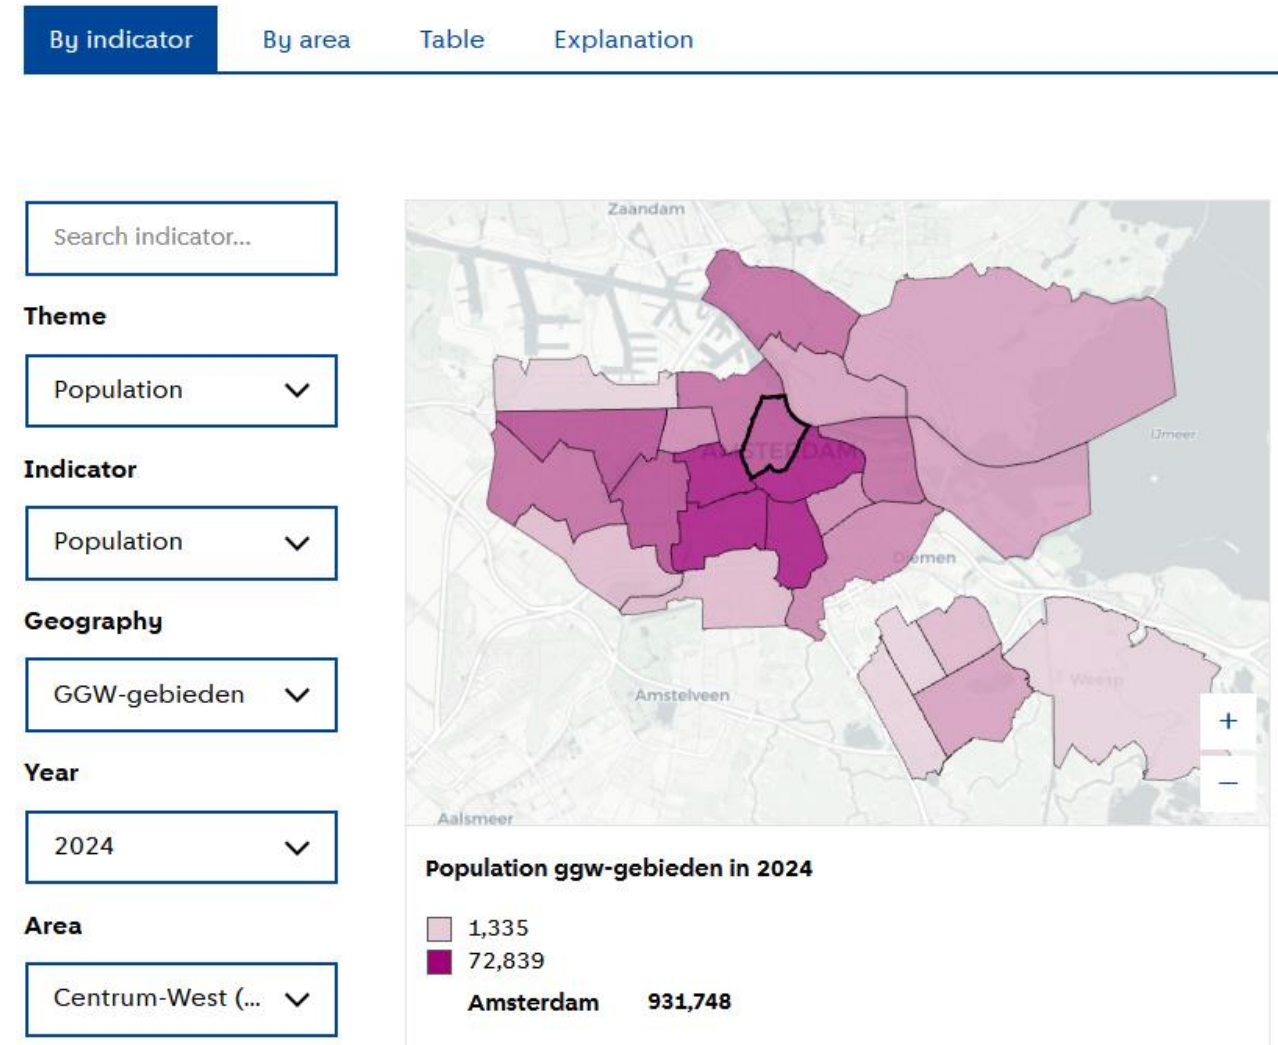 By indicator By area Table Explanation
Search indicator...
Theme
Population
Indicator
Population
Geography
GGW-gebieden
Year
2024
Area
Centrum-West (...
Zaandam
IJmeer
AMSTERDAM
Diemen
Weesp
Amstelveen
Aalsmeer
+
−
Population ggw-gebieden in 2024
1,335
72,839
Amsterdam 931,748